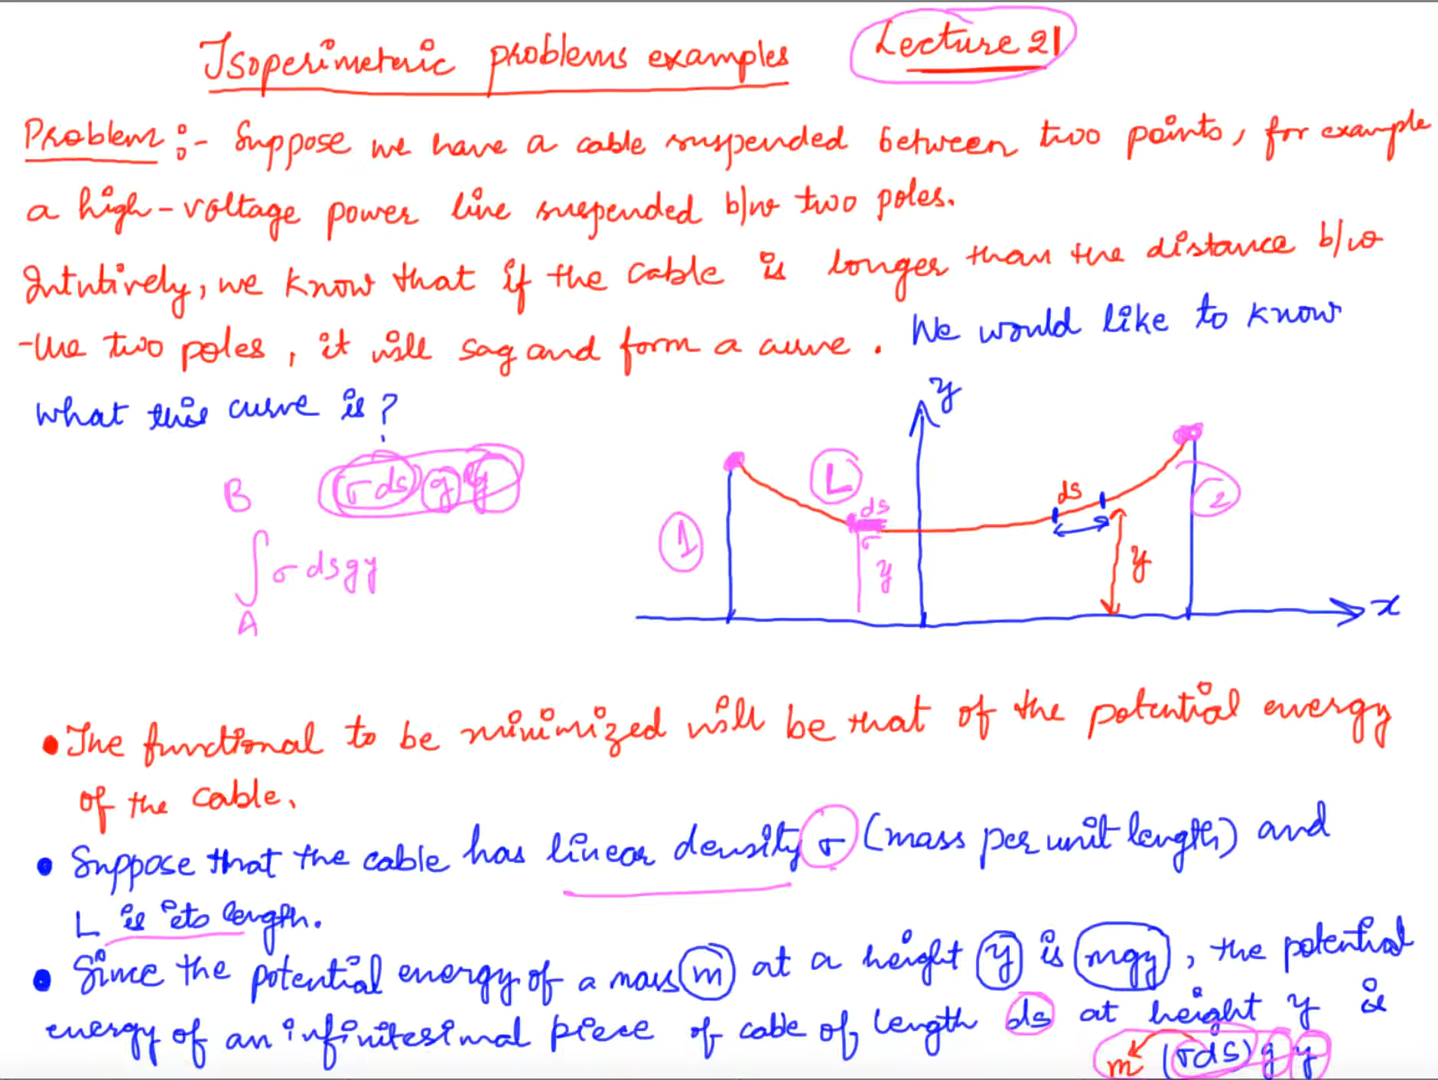 Isoperimetric problems examples
Lecture 21
Problem :- Suppose we have a cable suspended between two points, for example
a high-voltage power line suspended b/w two poles.
Intutively, we know that if the cable is longer than the distance b/w
the two poles, it will sag and form a curve. We would like to know
what this curve is?
(σ ds) g y
B
∫ σ ds g y
A
y
L
ds
σ
y
ds
y
1
2
x
• The functional to be minimized will be that of the potential energy
of the cable.
• Suppose that the cable has linear density σ (mass per unit length) and
L is its length.
• Since the potential energy of a mass m at a height y is mgy, the potential
energy of an infinitesimal piece of cable of length ds at height y is
m (σ ds) g y